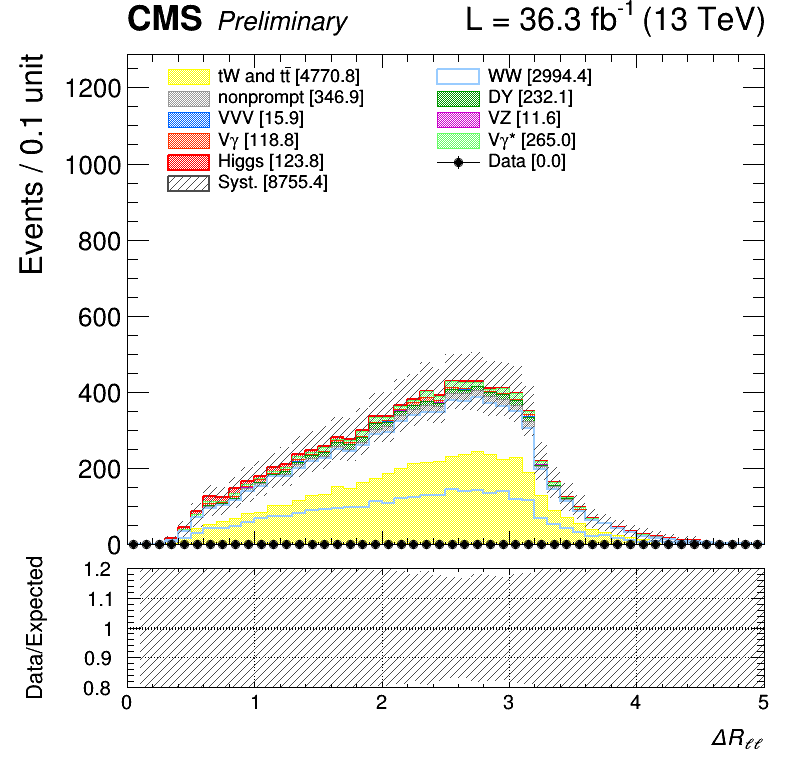 CMS Preliminary L = 36.3 fb⁻¹ (13 TeV)
Events / 0.1 unit
1200
1000
800
600
400
200
0
tW and tt̄ [4770.8]
WW [2994.4]
nonprompt [346.9]
DY [232.1]
VVV [15.9]
VZ [11.6]
Vγ [118.8]
Vγ* [265.0]
Higgs [123.8]
Data [0.0]
Syst. [8755.4]
Data/Expected
1.2
1.1
1
0.9
0.8
0 1 2 3 4 5
ΔRℓℓ